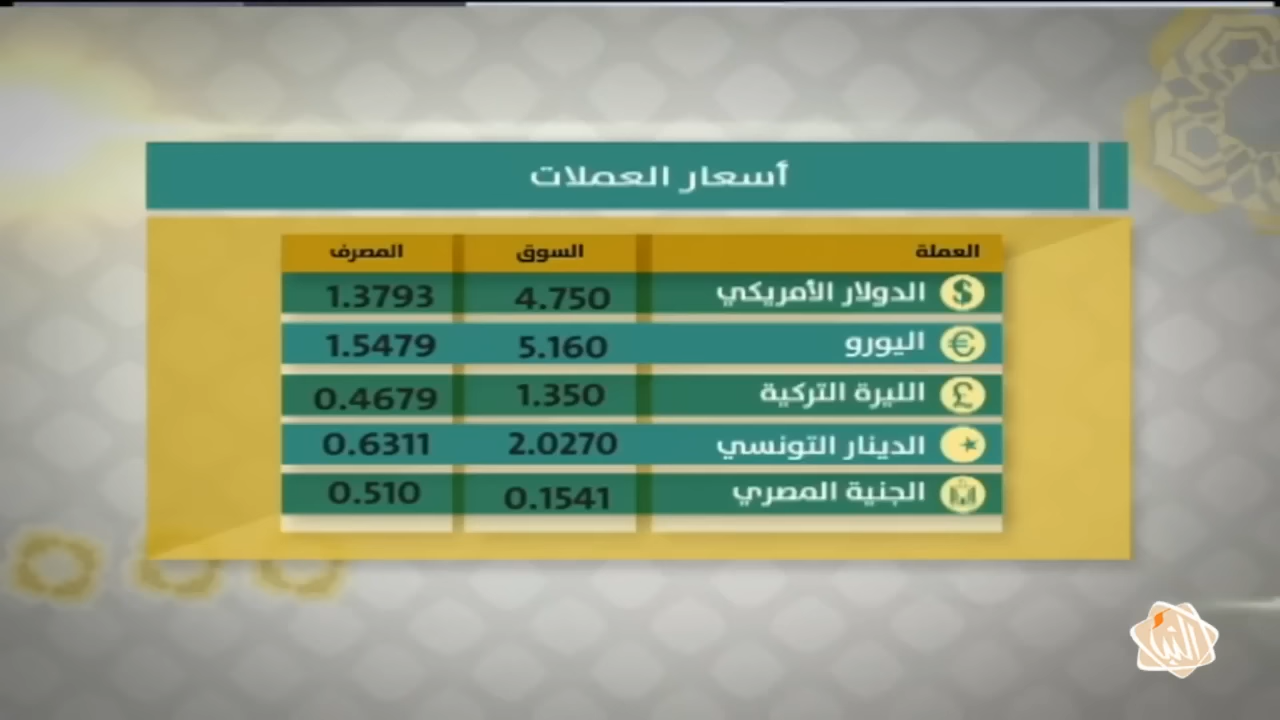 أسعار العملات
العملة السوق المصرف
الدولار الأمريكي 4.750 1.3793
اليورو 5.160 1.5479
الليرة التركية 1.350 0.4679
الدينار التونسي 2.0270 0.6311
الجنية المصري 0.1541 0.510
النبأ